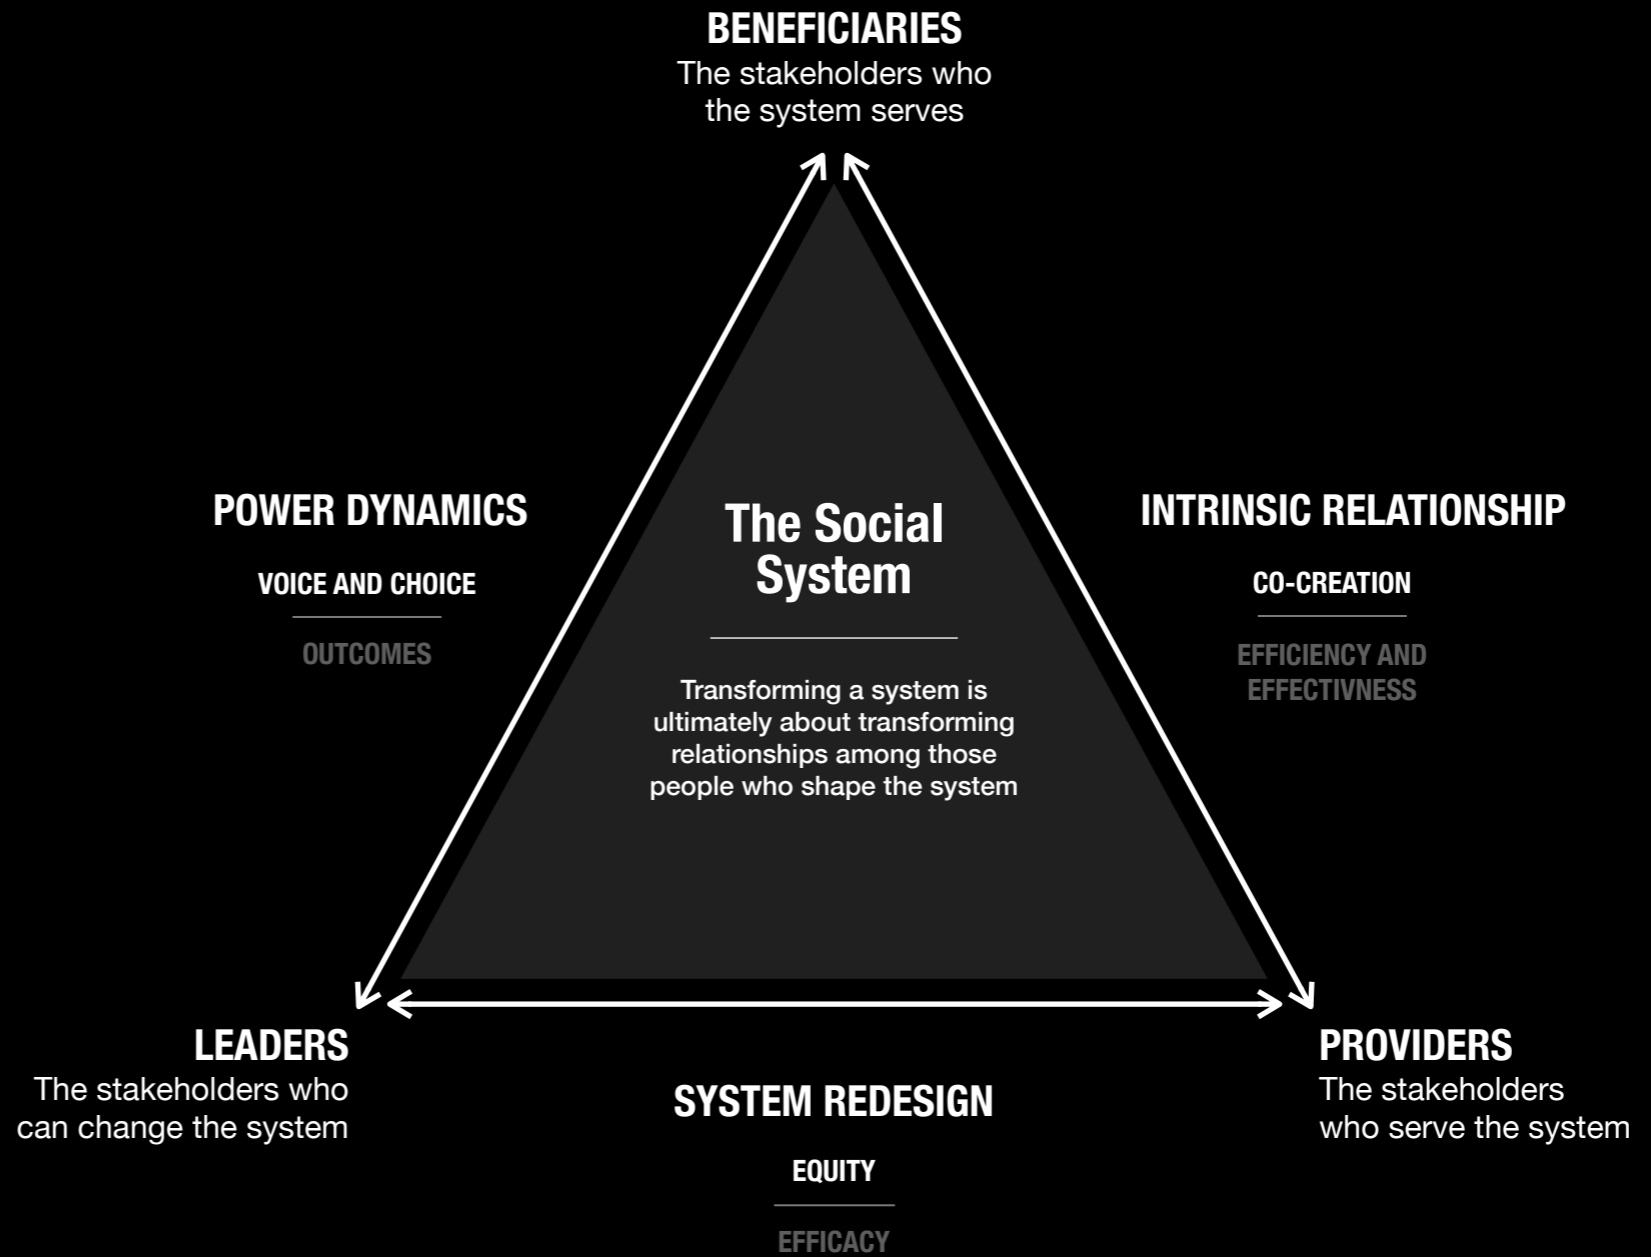 BENEFICIARIES
The stakeholders who
the system serves
POWER DYNAMICS
VOICE AND CHOICE
OUTCOMES
The Social
System
Transforming a system is
ultimately about transforming
relationships among those
people who shape the system
INTRINSIC RELATIONSHIP
CO-CREATION
EFFICIENCY AND
EFFECTIVNESS
LEADERS
The stakeholders who
can change the system
SYSTEM REDESIGN
EQUITY
EFFICACY
PROVIDERS
The stakeholders
who serve the system